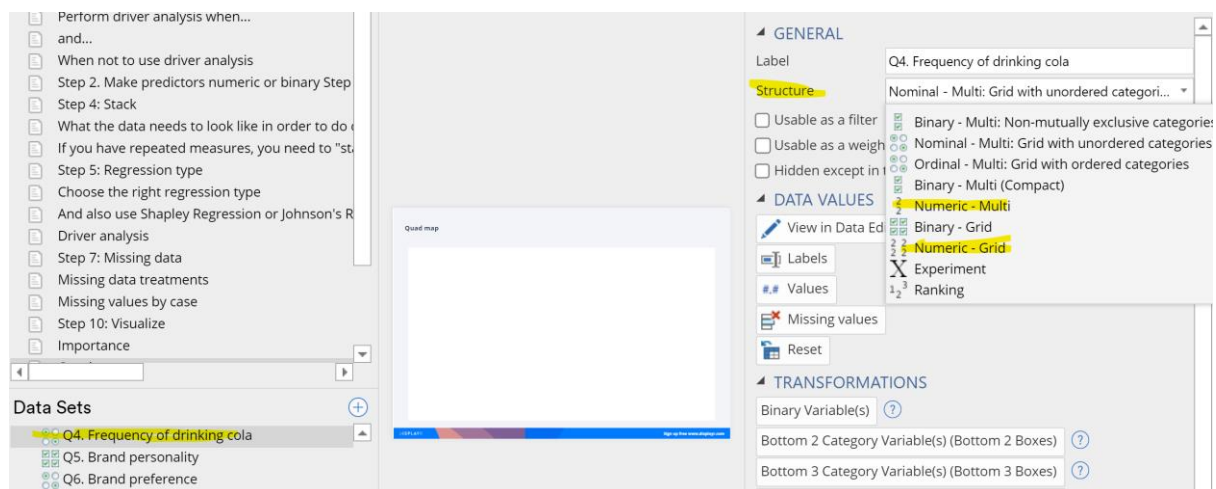 Perform driver analysis when...
and...
When not to use driver analysis
Step 2. Make predictors numeric or binary Step
Step 4: Stack
What the data needs to look like in order to do
If you have repeated measures, you need to "st
Step 5: Regression type
Choose the right regression type
And also use Shapley Regression or Johnson's R
Driver analysis
Step 7: Missing data
Missing data treatments
Missing values by case
Step 10: Visualize
Importance
Data Sets
Q4. Frequency of drinking cola
Q5. Brand personality
Q6. Brand preference
Quad map
DISPLAYR
Sign up free www.displayr.com
GENERAL
Label
Q4. Frequency of drinking cola
Structure
Nominal - Multi: Grid with unordered categori...
Usable as a filter
Usable as a weigh
Hidden except in
Binary - Multi: Non-mutually exclusive categories
Nominal - Multi: Grid with unordered categories
Ordinal - Multi: Grid with ordered categories
Binary - Multi (Compact)
Numeric - Multi
Binary - Grid
Numeric - Grid
Experiment
Ranking
DATA VALUES
View in Data Ed
Labels
Values
Missing values
Reset
TRANSFORMATIONS
Binary Variable(s)
Bottom 2 Category Variable(s) (Bottom 2 Boxes)
Bottom 3 Category Variable(s) (Bottom 3 Boxes)